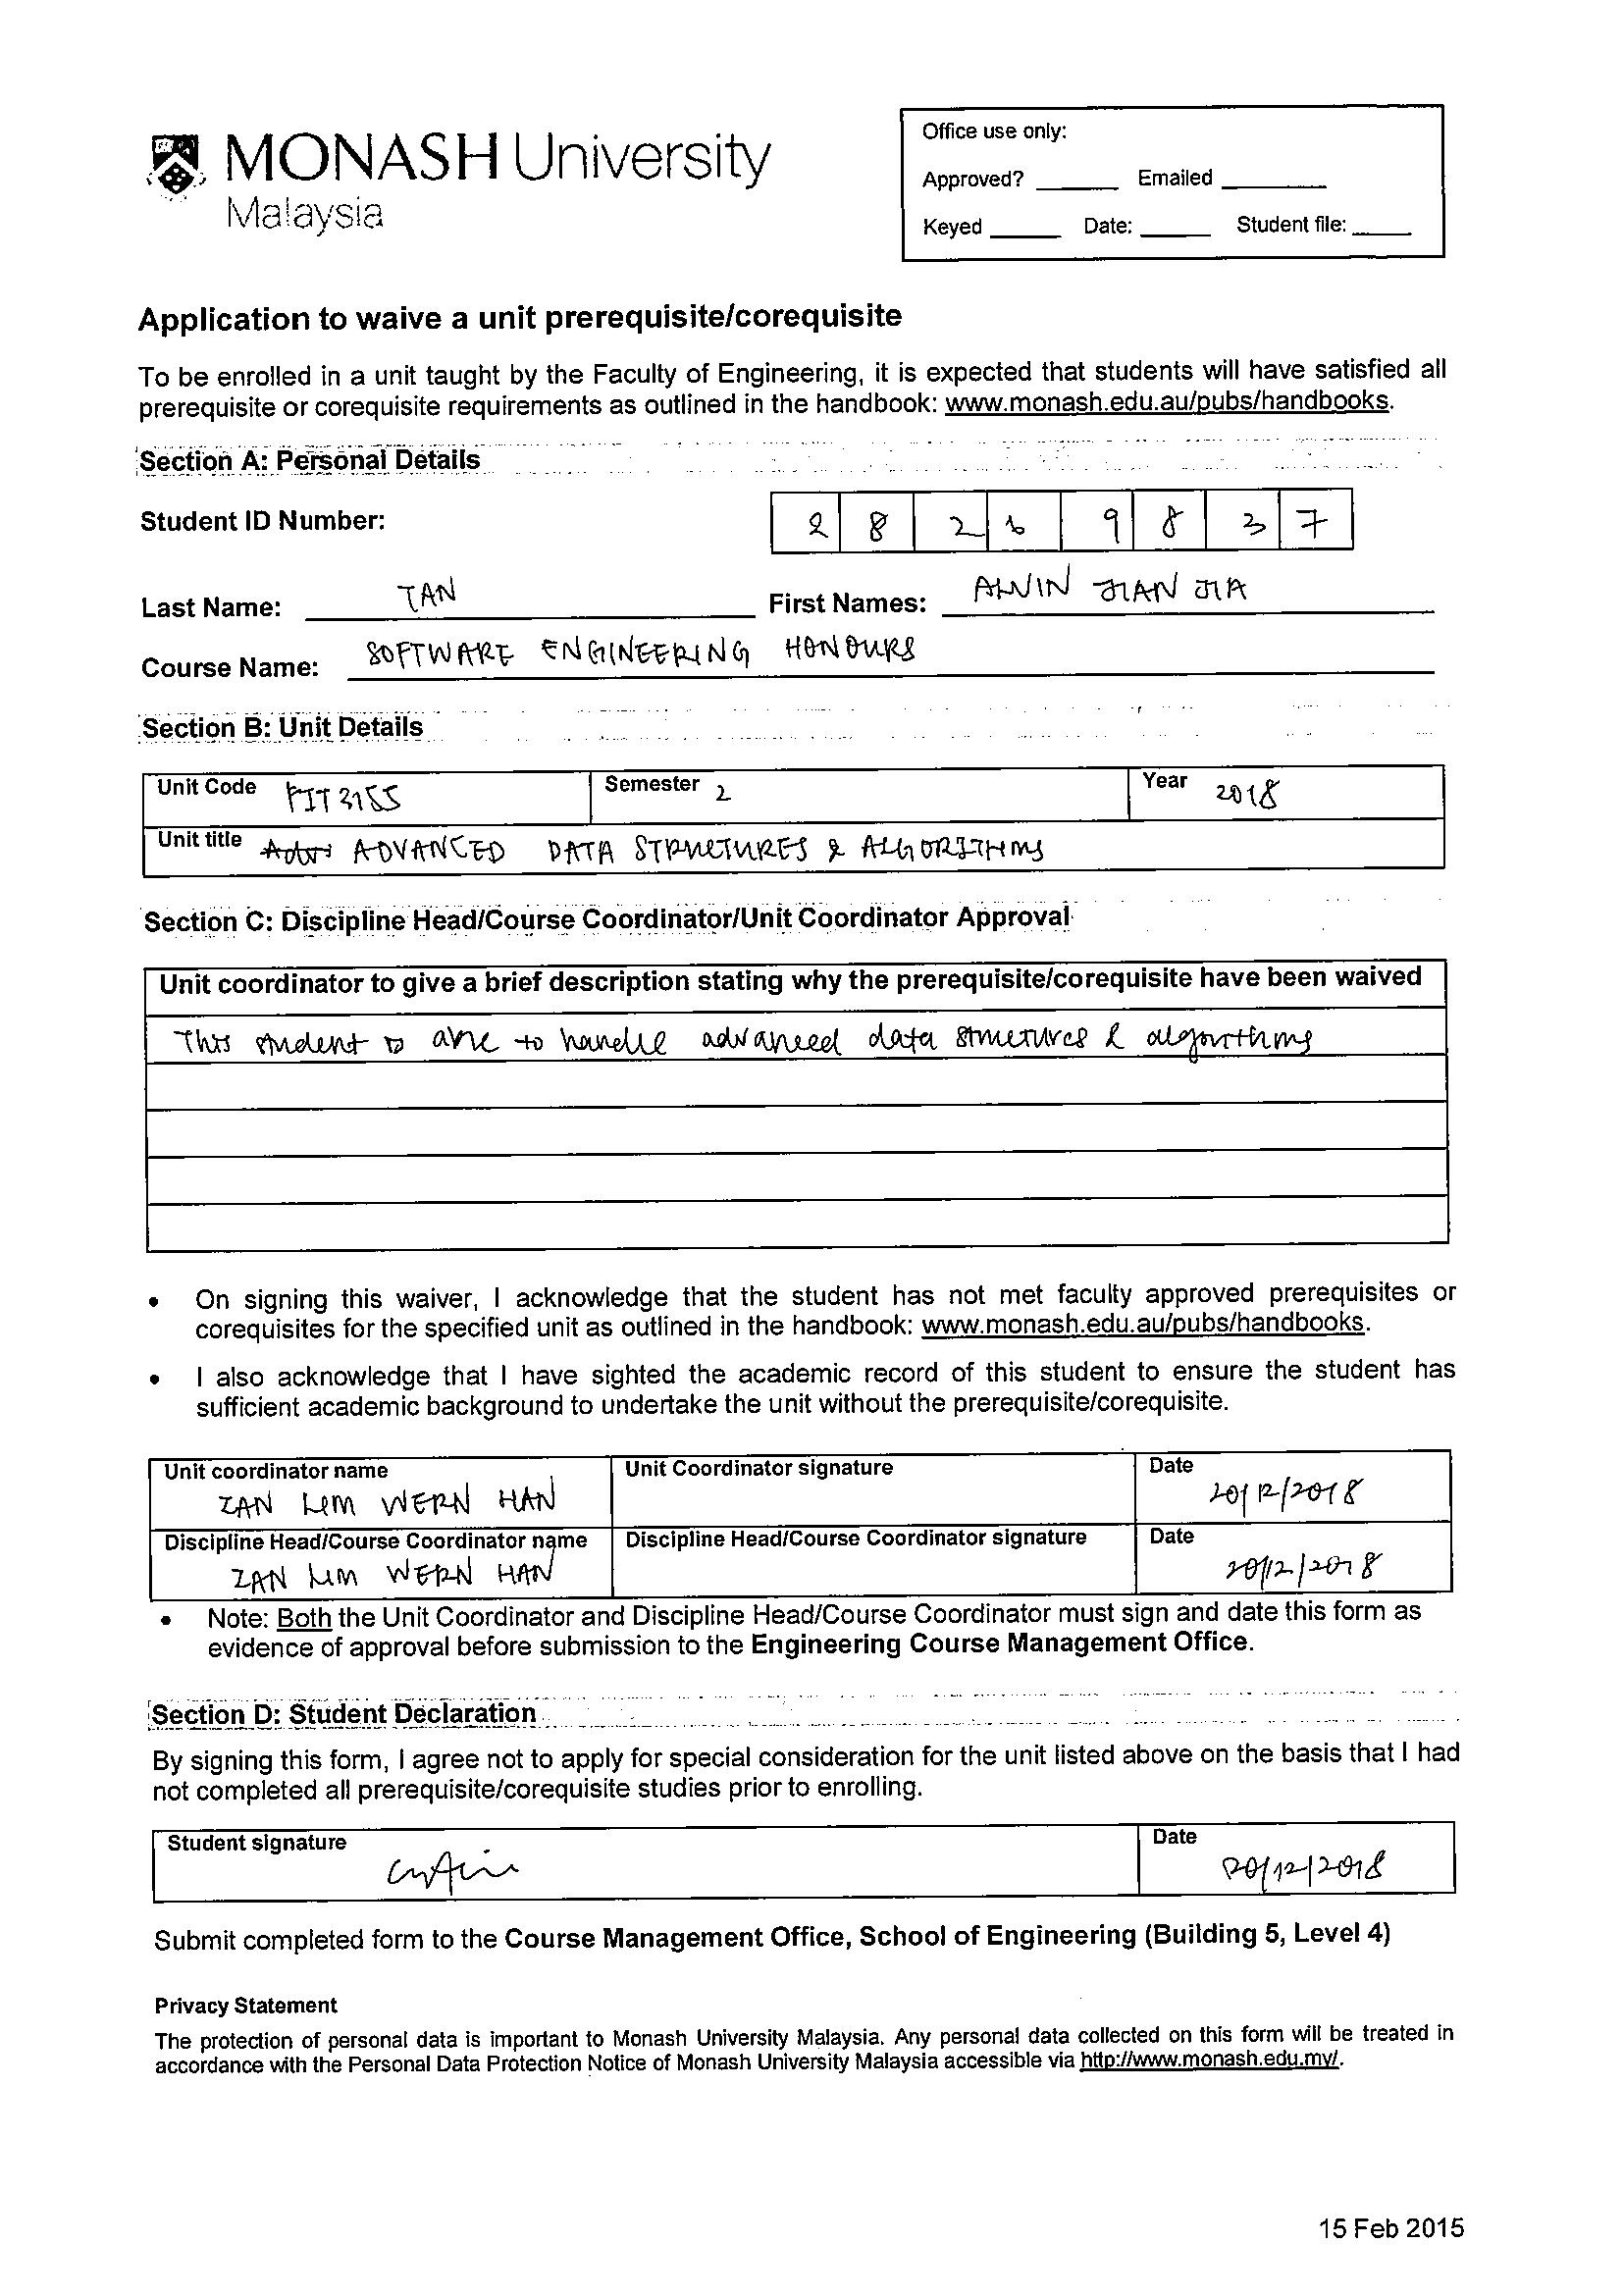 MONASH University
Malaysia
Office use only:
Approved? ______ Emailed ________
Keyed _____ Date: _____ Student file: _____
Application to waive a unit prerequisite/corequisite
To be enrolled in a unit taught by the Faculty of Engineering, it is expected that students will have satisfied all
prerequisite or corequisite requirements as outlined in the handbook: www.monash.edu.au/pubs/handbooks.
Section A: Personal Details
Student ID Number: 2 8 2 6 9 8 3 7
Last Name: TAN First Names: ALVIN JIAN JIA
Course Name: SOFTWARE ENGINEERING HONOURS
Section B: Unit Details
Unit Code FIT3155 Semester 2 Year 2018
Unit title ADVANCED DATA STRUCTURES & ALGORITHMS
Section C: Discipline Head/Course Coordinator/Unit Coordinator Approval
Unit coordinator to give a brief description stating why the prerequisite/corequisite have been waived
This student is able to handle advanced data structures & algorithms
• On signing this waiver, I acknowledge that the student has not met faculty approved prerequisites or
corequisites for the specified unit as outlined in the handbook: www.monash.edu.au/pubs/handbooks.
• I also acknowledge that I have sighted the academic record of this student to ensure the student has
sufficient academic background to undertake the unit without the prerequisite/corequisite.
Unit coordinator name Unit Coordinator signature Date
IAN LIM WERN HAN 20/12/2018
Discipline Head/Course Coordinator name Discipline Head/Course Coordinator signature Date
IAN LIM WERN HAN 20/12/2018
• Note: Both the Unit Coordinator and Discipline Head/Course Coordinator must sign and date this form as
evidence of approval before submission to the Engineering Course Management Office.
Section D: Student Declaration
By signing this form, I agree not to apply for special consideration for the unit listed above on the basis that I had
not completed all prerequisite/corequisite studies prior to enrolling.
Student signature Date
20/12/2018
Submit completed form to the Course Management Office, School of Engineering (Building 5, Level 4)
Privacy Statement
The protection of personal data is important to Monash University Malaysia. Any personal data collected on this form will be treated in
accordance with the Personal Data Protection Notice of Monash University Malaysia accessible via http://www.monash.edu.my/.
15 Feb 2015